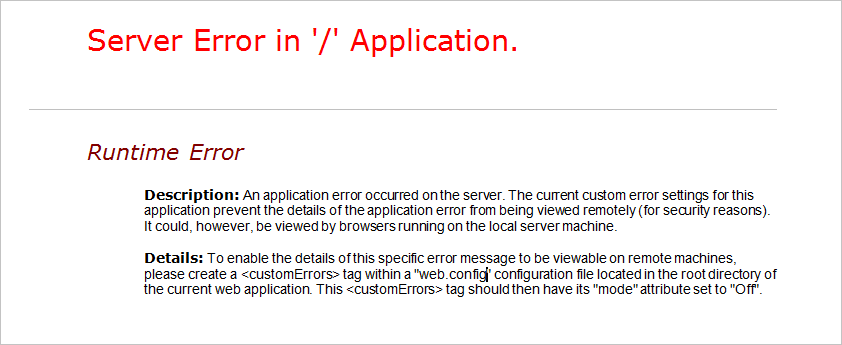 Server Error in '/' Application.
Runtime Error
Description: An application error occurred on the server. The current custom error settings for this
application prevent the details of the application error from being viewed remotely (for security reasons).
It could, however, be viewed by browsers running on the local server machine.
Details: To enable the details of this specific error message to be viewable on remote machines,
please create a <customErrors> tag within a "web.config" configuration file located in the root directory of
the current web application. This <customErrors> tag should then have its "mode" attribute set to "Off".